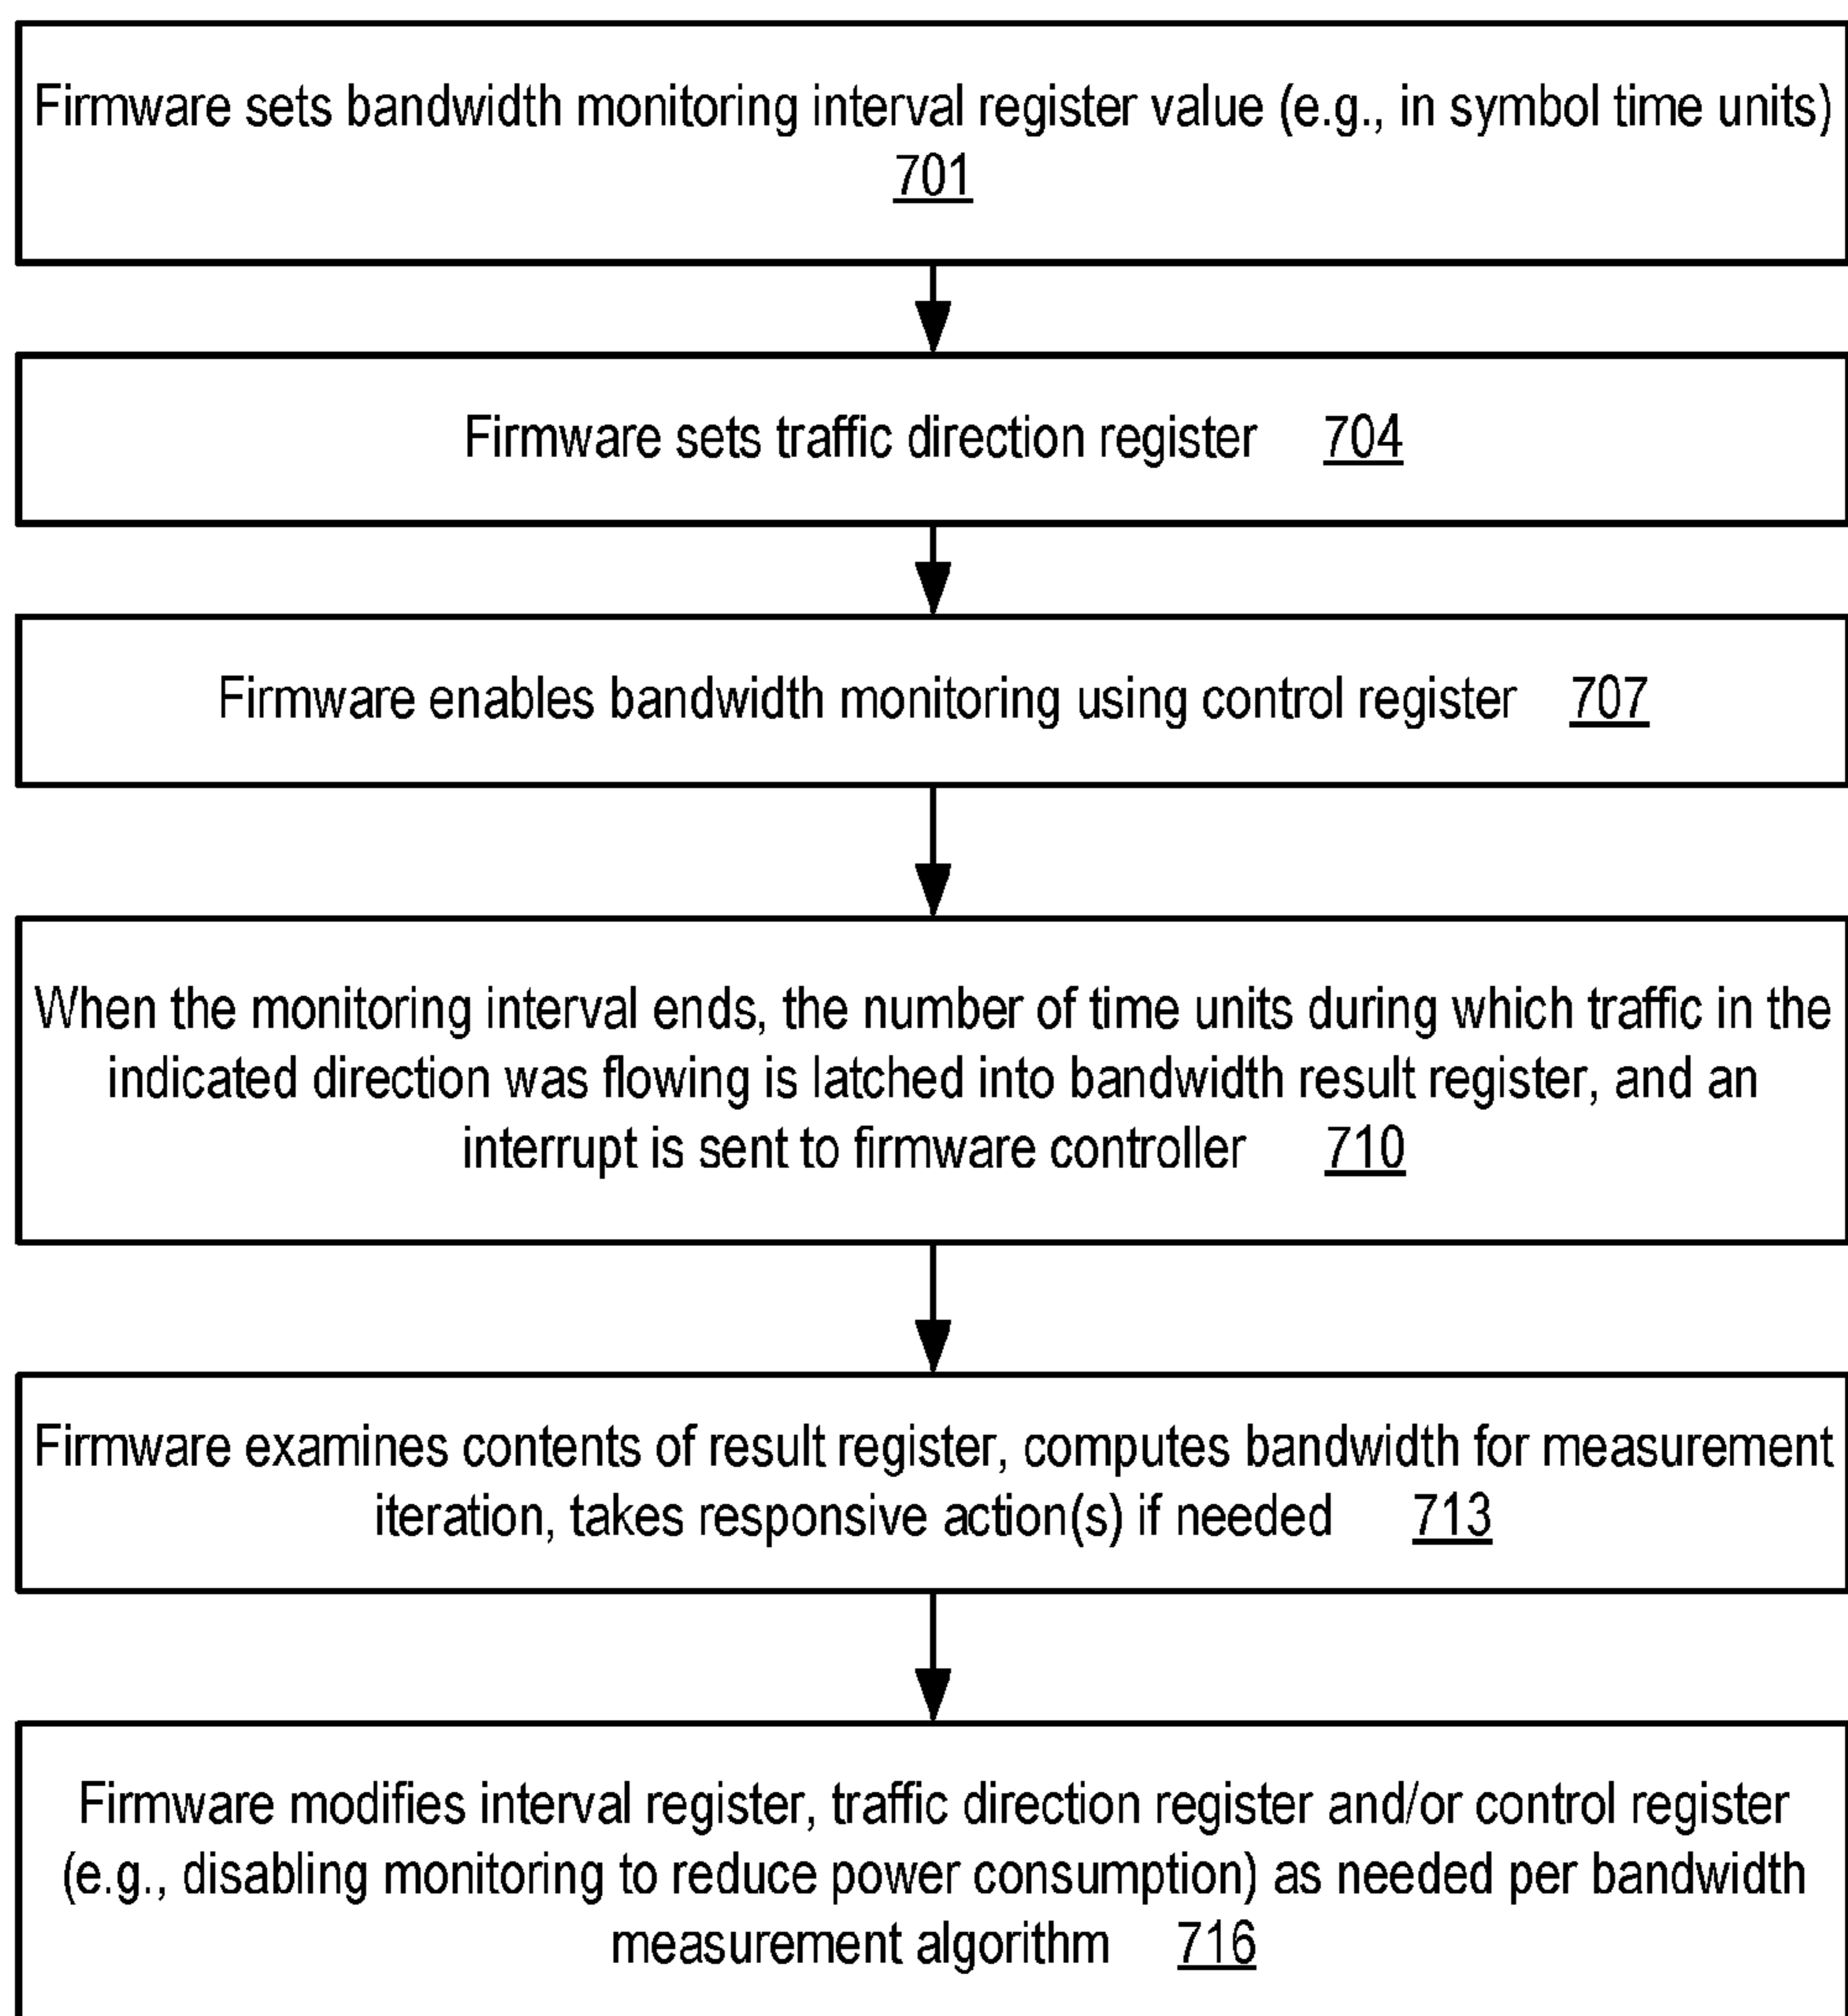 Firmware sets bandwidth monitoring interval register value (e.g., in symbol time units)
701
Firmware sets traffic direction register 704
Firmware enables bandwidth monitoring using control register 707
When the monitoring interval ends, the number of time units during which traffic in the
indicated direction was flowing is latched into bandwidth result register, and an
interrupt is sent to firmware controller 710
Firmware examines contents of result register, computes bandwidth for measurement
iteration, takes responsive action(s) if needed 713
Firmware modifies interval register, traffic direction register and/or control register
(e.g., disabling monitoring to reduce power consumption) as needed per bandwidth
measurement algorithm 716